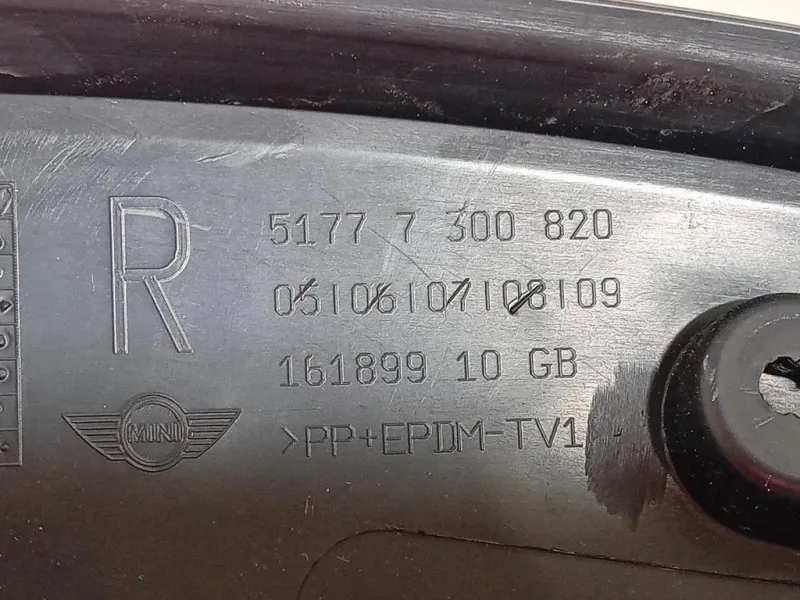 R
5177 7 300 820
05|06|07|08|09
161899 10 GB
MINI
>PP+EPDM-TV1